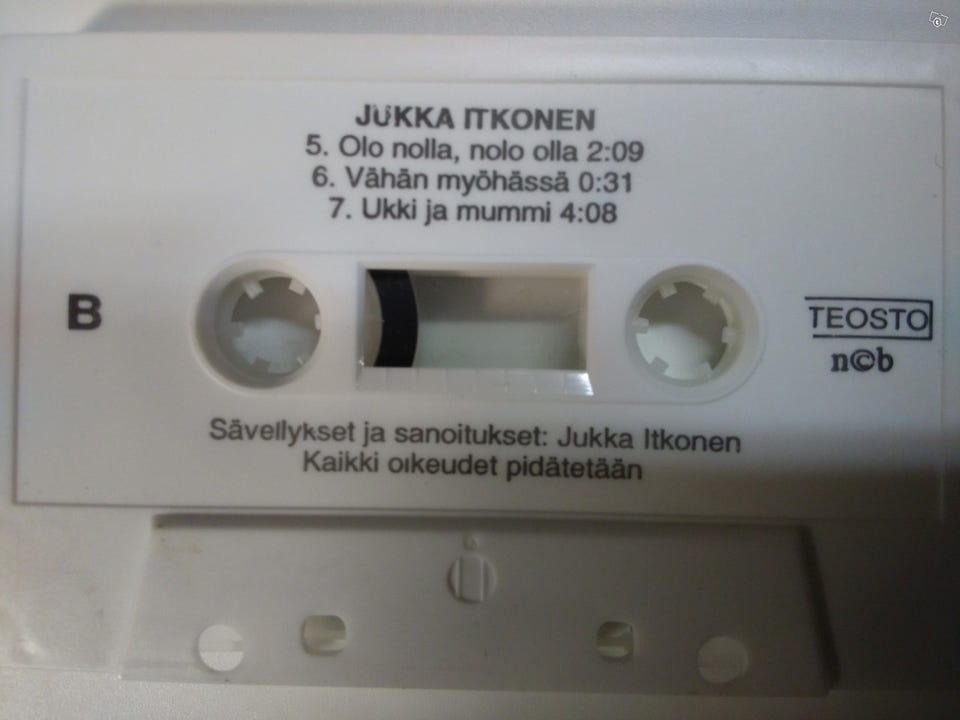 JUKKA ITKONEN
5. Olo nolla, nolo olla 2:09
6. Vähän myöhässä 0:31
7. Ukki ja mummi 4:08
B
TEOSTO
n©b
Sävellykset ja sanoitukset: Jukka Itkonen
Kaikki oikeudet pidätetään